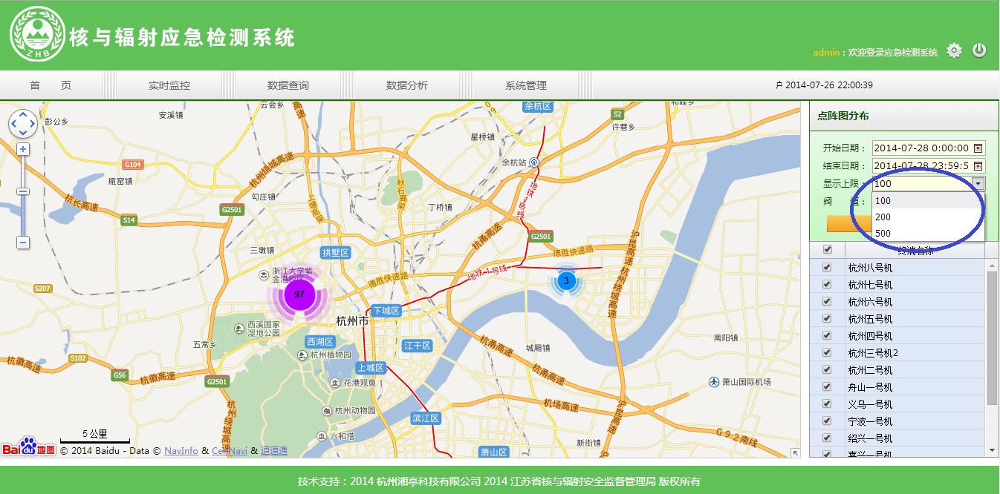 ZHB
核与辐射应急检测系统
admin：欢迎登录应急检测系统
首 页
实时监控
数据查询
数据分析
系统管理
户 2014-07-26 22:00:39
彭公乡
安溪镇
云会乡
高速
余杭区
S2
许巷乡
星桥镇
余杭站
G104
杭州绕城高速
瓶窑镇
杭长高速
勾庄镇
G2501
S14
上塘高架
秋石高架
丁桥镇
地铁1号线
杭甬高速
G2501
沪昆高速
德胜快速路
三墩镇
拱墅区
浙江大学紫
金港校区
97
德胜快速路
地铁1号线
3
杭州绕城高速
S207
下城区
杭州市
西溪国家
湿地公园
五常乡
西湖区
杭州植物园
江干区
杭甬高速
城厢镇
南阳镇
S102
杭徽高速
G56
杭徽高速
G2501
上城区
花港观鱼
杭甬高速
萧山国际机场
杭州绕城高速
杭州动物园
滨江区
机场高速
沪昆高速
六和塔
G92南线
新街镇
萧山区
5 公里
Bai du 地图
© 2014 Baidu - Data © NavInfo & CenNavi & 道道通
点阵图分布
开始日期： 2014-07-28 0:00:00
结束日期： 2014-07-28 23:59:5
显示上限： 100
阀 值：
100
200
500
终端名称
杭州八号机
杭州七号机
杭州六号机
杭州五号机
杭州四号机
杭州三号机2
杭州二号机
舟山一号机
义乌一号机
宁波一号机
绍兴一号机
嘉兴一号机
技术支持：2014 杭州湘亭科技有限公司 2014 江苏省核与辐射安全监督管理局 版权所有